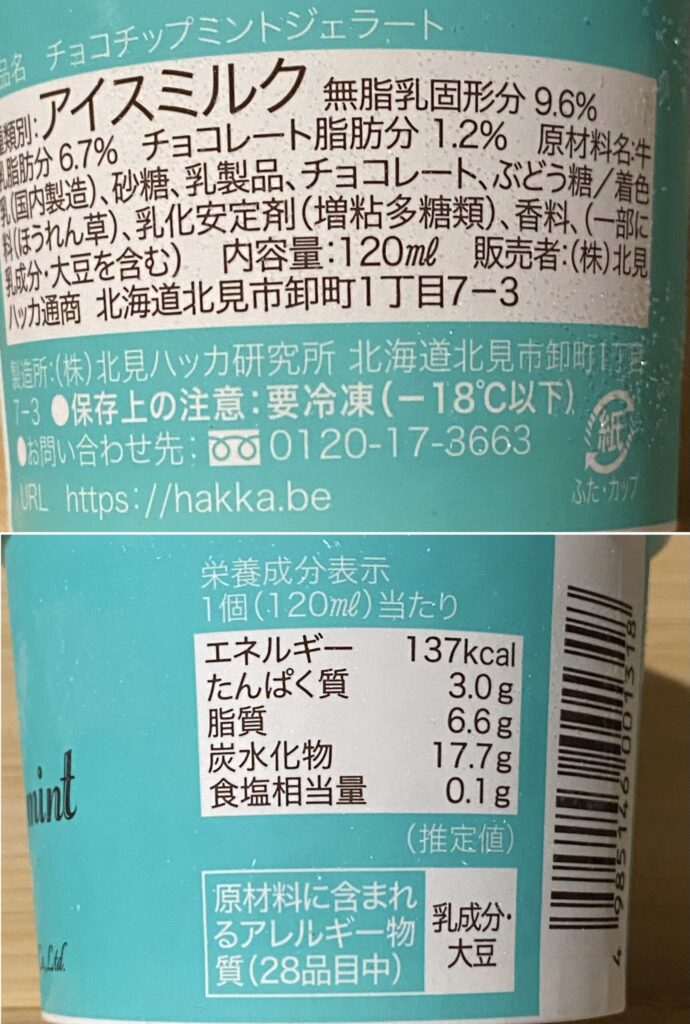 品名 チョコチップミントジェラート
種類別:アイスミルク 無脂乳固形分 9.6%
乳脂肪分 6.7% チョコレート脂肪分 1.2% 原材料名:牛
乳(国内製造)、砂糖、乳製品、チョコレート、ぶどう糖/着色
料(ほうれん草)、乳化安定剤(増粘多糖類)、香料、(一部に
乳成分・大豆を含む) 内容量:120㎖ 販売者:(株)北見
ハッカ通商 北海道北見市卸町1丁目7−3
製造所:(株)北見ハッカ研究所 北海道北見市卸町1丁目
7-3 ●保存上の注意:要冷凍(−18℃以下)
●お問い合わせ先: 0120-17-3663
URL https://hakka.be
紙
ふた・カップ
栄養成分表示
1個(120㎖)当たり
エネルギー 137kcal
たんぱく質 3.0g
脂質 6.6g
炭水化物 17.7g
食塩相当量 0.1g
(推定値)
原材料に含まれ
るアレルギー物
質(28品目中)
乳成分・
大豆
mint
Co.,Ltd.
4 985146 001318